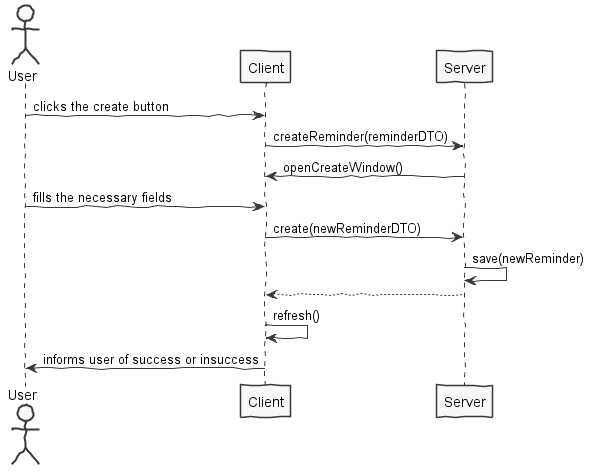 User
Client
Server
clicks the create button
createReminder(reminderDTO)
openCreateWindow()
fills the necessary fields
create(newReminderDTO)
save(newReminder)
refresh()
informs user of success or insuccess
User
Client
Server